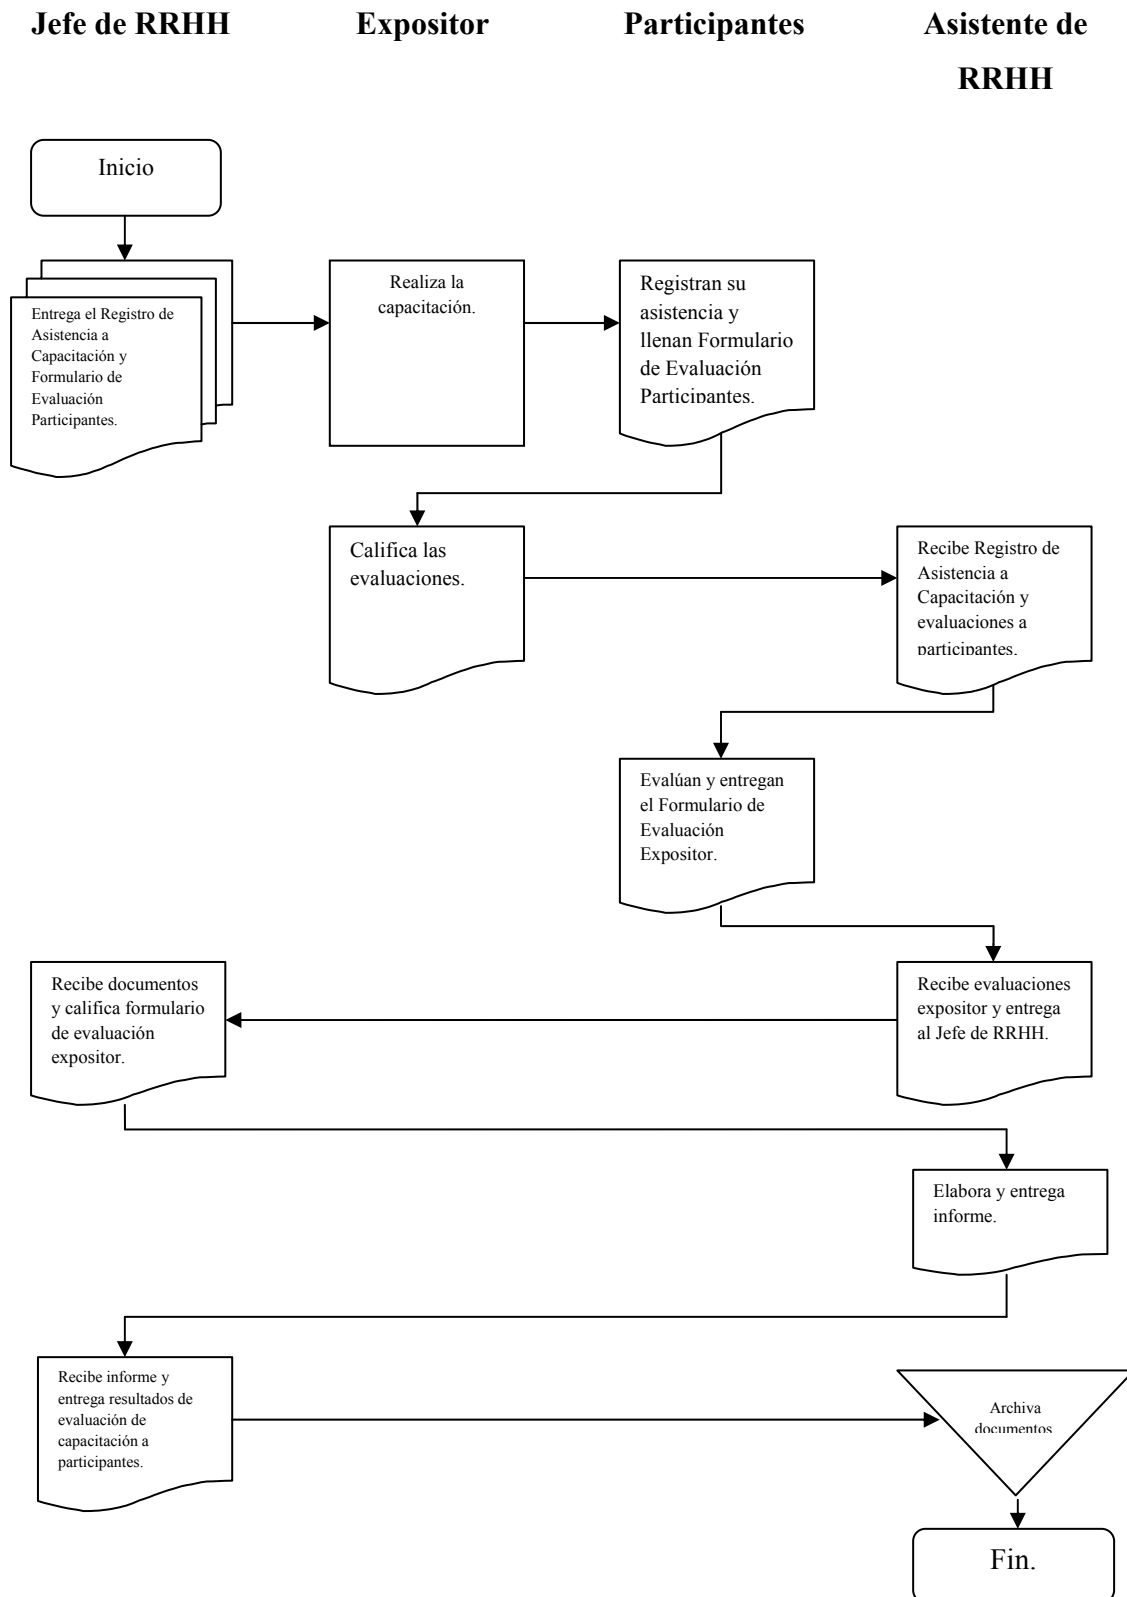 Jefe de RRHH
Expositor
Participantes
Asistente de
RRHH
Inicio
Entrega el Registro de
Asistencia a
Capacitación y
Formulario de
Evaluación
Participantes.
Realiza la
capacitación.
Registran su
asistencia y
llenan Formulario
de Evaluación
Participantes.
Califica las
evaluaciones.
Recibe Registro de
Asistencia a
Capacitación y
evaluaciones a
participantes.
Evalúan y entregan
el Formulario de
Evaluación
Expositor.
Recibe documentos
y califica formulario
de evaluación
expositor.
Recibe evaluaciones
expositor y entrega
al Jefe de RRHH.
Elabora y entrega
informe.
Recibe informe y
entrega resultados de
evaluación de
capacitación a
participantes.
Archiva
documentos
Fin.